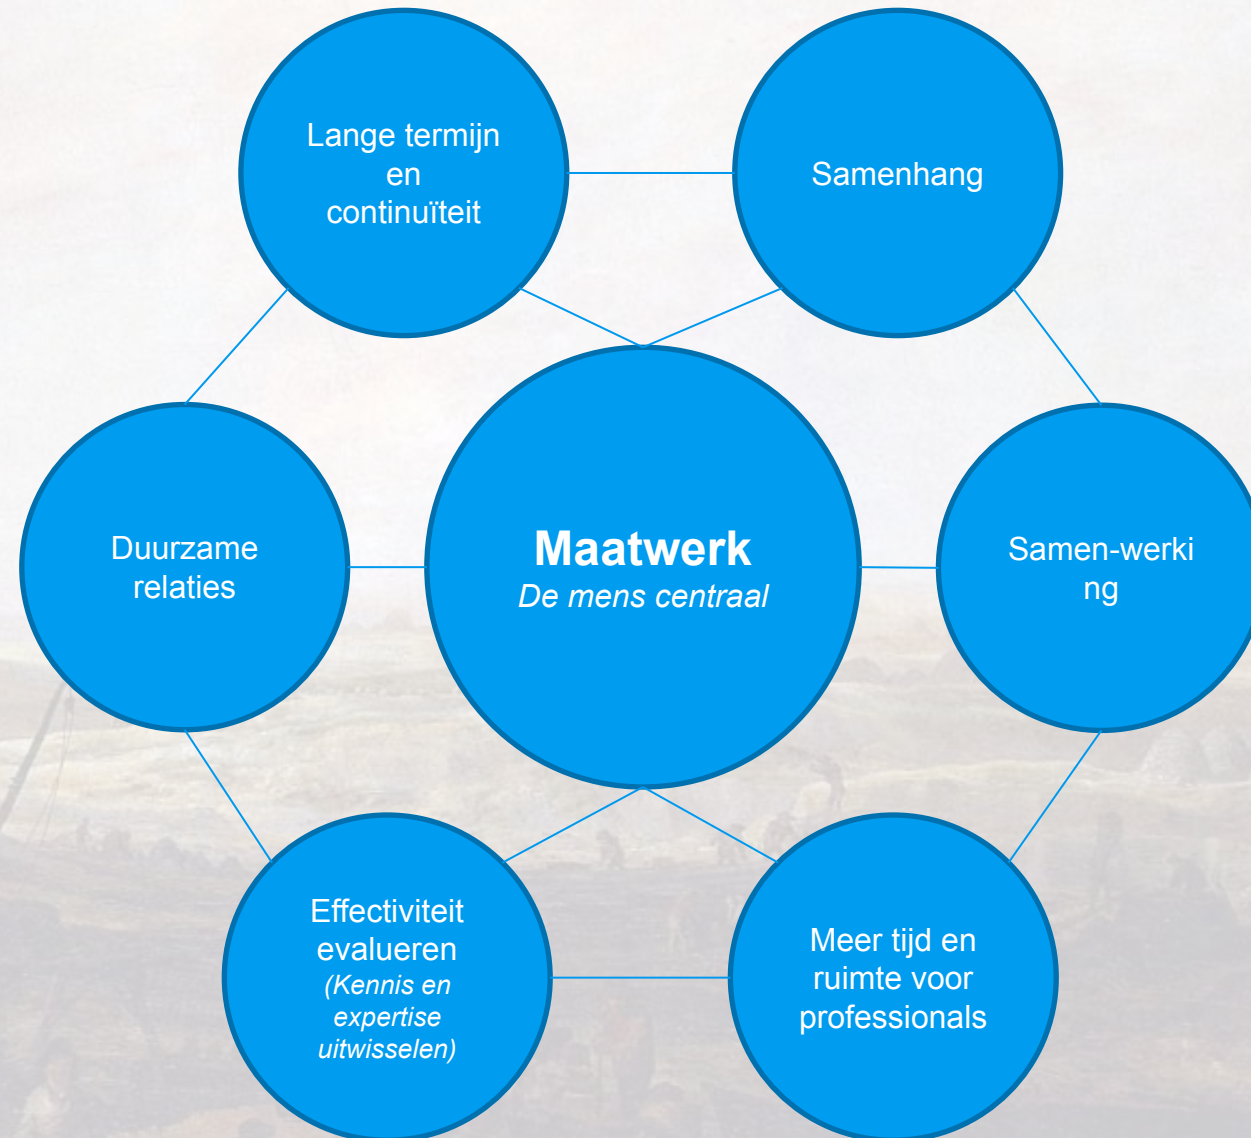 Lange termijn
en
continuïteit
Samenhang
Duurzame
relaties
Maatwerk
De mens centraal
Samen-werki
ng
Effectiviteit
evalueren
(Kennis en
expertise
uitwisselen)
Meer tijd en
ruimte voor
professionals